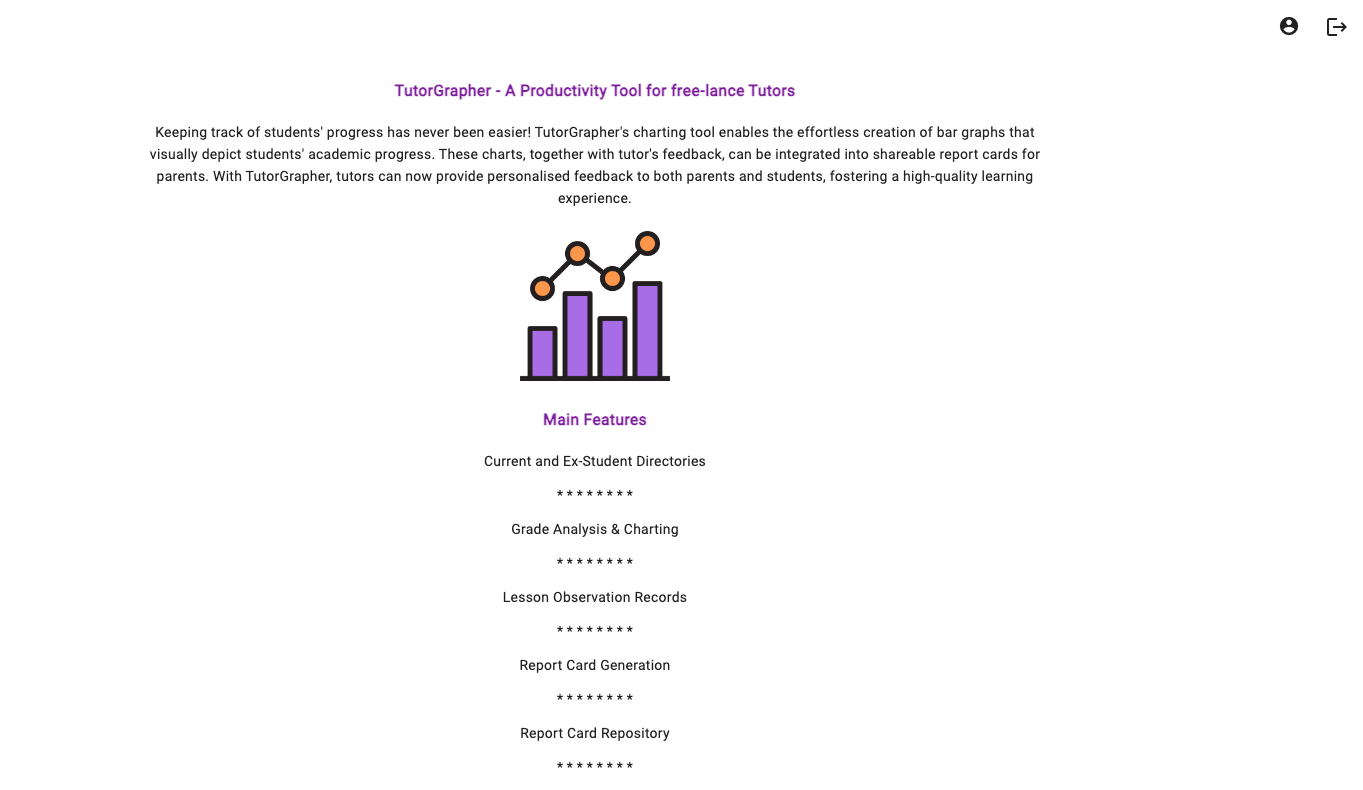 TutorGrapher - A Productivity Tool for free-lance Tutors
Keeping track of students' progress has never been easier! TutorGrapher's charting tool enables the effortless creation of bar graphs that
visually depict students' academic progress. These charts, together with tutor's feedback, can be integrated into shareable report cards for
parents. With TutorGrapher, tutors can now provide personalised feedback to both parents and students, fostering a high-quality learning
experience.
Main Features
Current and Ex-Student Directories
* * * * * * * *
Grade Analysis & Charting
* * * * * * * *
Lesson Observation Records
* * * * * * * *
Report Card Generation
* * * * * * * *
Report Card Repository
* * * * * * * *